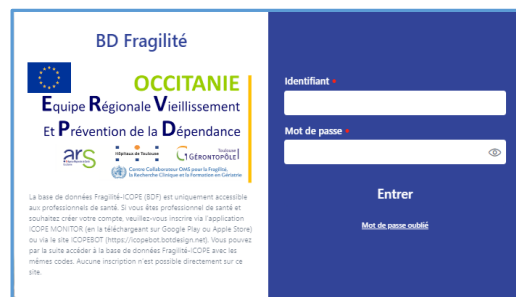 BD Fragilité
OCCITANIE
Equipe Régionale Vieillissement
Et Prévention de la Dépendance
ars
Hôpitaux de Toulouse
Toulouse
GÉRONTOPÔLE
Centre Collaborateur OMS pour la Fragilité,
la Recherche Clinique et la Formation en Gériatrie
La base de données Fragilité-ICOPE (BDF) est uniquement accessible
aux professionnels de santé. Si vous êtes professionnel de santé et
souhaitez créer votre compte, veuillez-vous inscrire via l'application
ICOPE MONITOR (en la téléchargeant sur Google Play ou Apple Store)
ou via le site ICOPEBOT (https://icopebot.botdesign.net). Vous pouvez
par la suite accéder à la base de données Fragilité-ICOPE avec les
mêmes codes. Aucune inscription n'est possible directement sur ce
site.
Identifiant *
Mot de passe *
Entrer
Mot de passe oublié